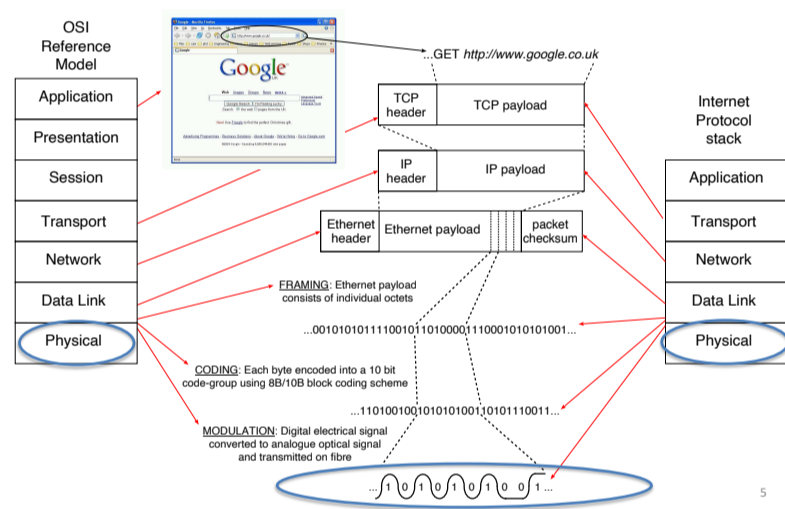 OSI
Reference
Model
Application
Presentation
Session
Transport
Network
Data Link
Physical
Google
...GET http://www.google.co.uk
TCP
header
TCP payload
IP
header
IP payload
Ethernet
header
Ethernet payload
packet
checksum
FRAMING: Ethernet payload
consists of individual octets
...0010101011110010110100001110001010101001...
CODING: Each byte encoded into a 10 bit
code-group using 8B/10B block coding scheme
...110100100101010100110101110011...
MODULATION: Digital electrical signal
converted to analogue optical signal
and transmitted on fibre
... 1 0 1 0 1 0 1 0 0 1 ...
Internet
Protocol
stack
Application
Transport
Network
Data Link
Physical
5